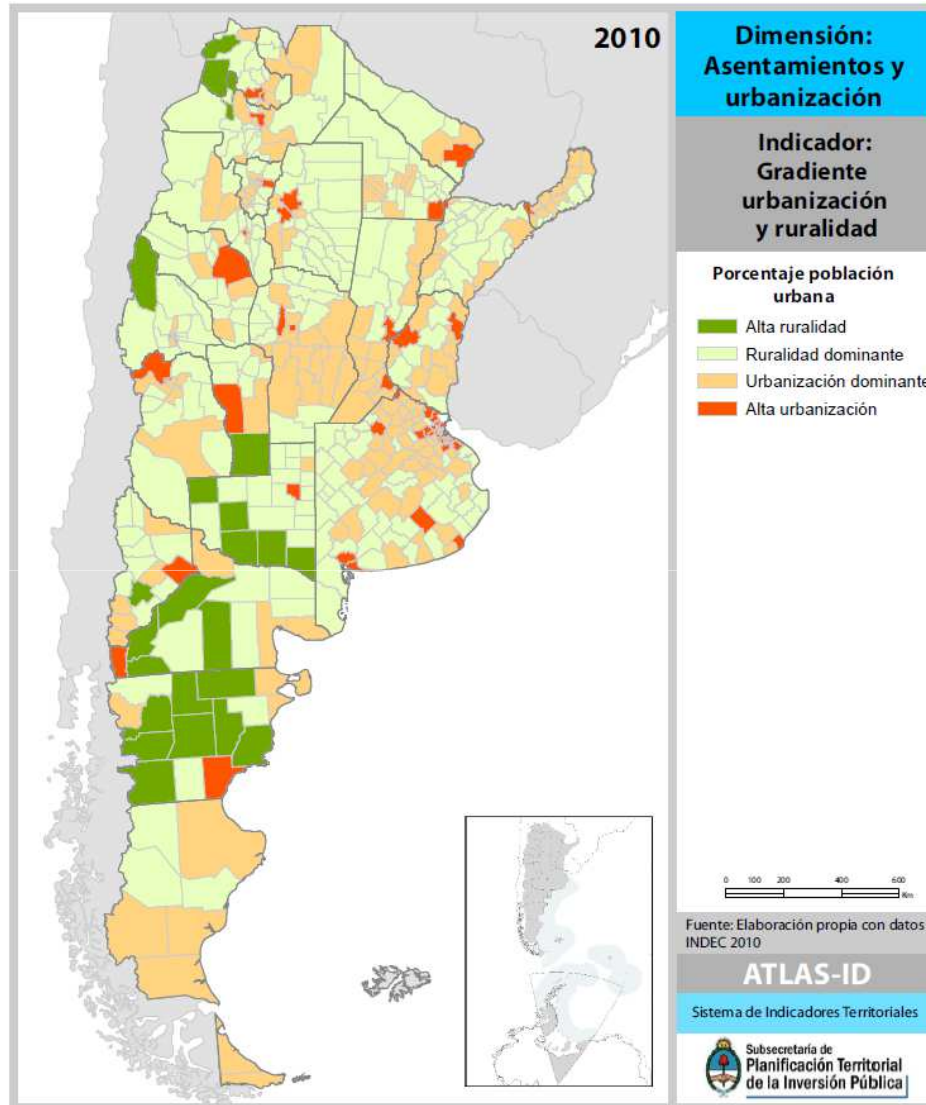 2010
Dimensión:
Asentamientos y
urbanización
Indicador:
Gradiente
urbanización
y ruralidad
Porcentaje población
urbana
Alta ruralidad
Ruralidad dominante
Urbanización dominante
Alta urbanización
0 100 200 400 600
Km
Fuente: Elaboración propia con datos
INDEC 2010
ATLAS-ID
Sistema de Indicadores Territoriales
Subsecretaría de
Planificación Territorial
de la Inversión Pública